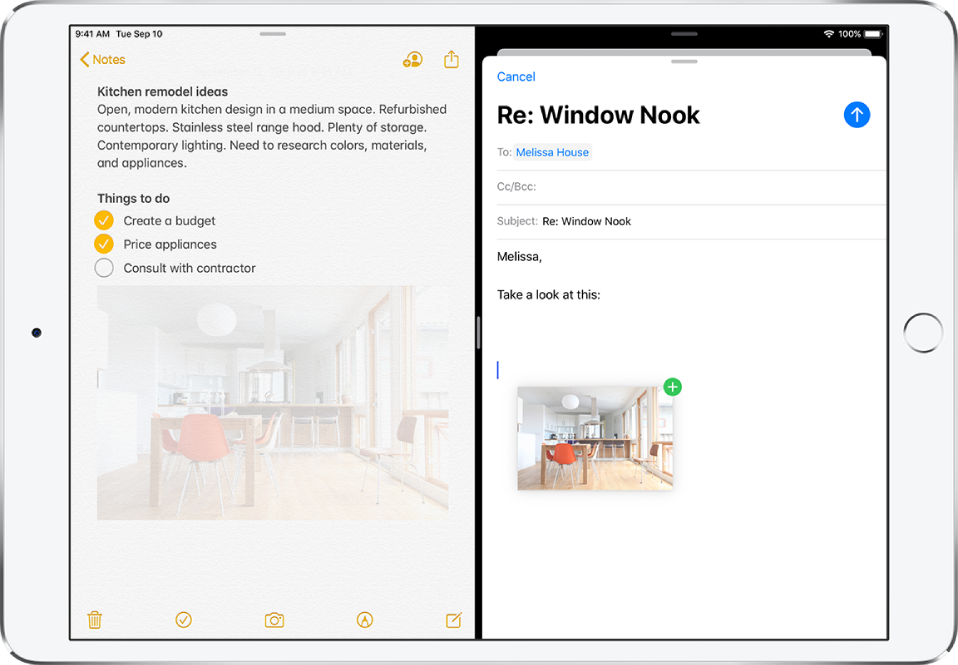 9:41 AM Tue Sep 10
100%
Notes
Kitchen remodel ideas
Open, modern kitchen design in a medium space. Refurbished
countertops. Stainless steel range hood. Plenty of storage.
Contemporary lighting. Need to research colors, materials,
and appliances.
Things to do
Create a budget
Price appliances
Consult with contractor
Cancel
Re: Window Nook
To: Melissa House
Cc/Bcc:
Subject: Re: Window Nook
Melissa,
Take a look at this: